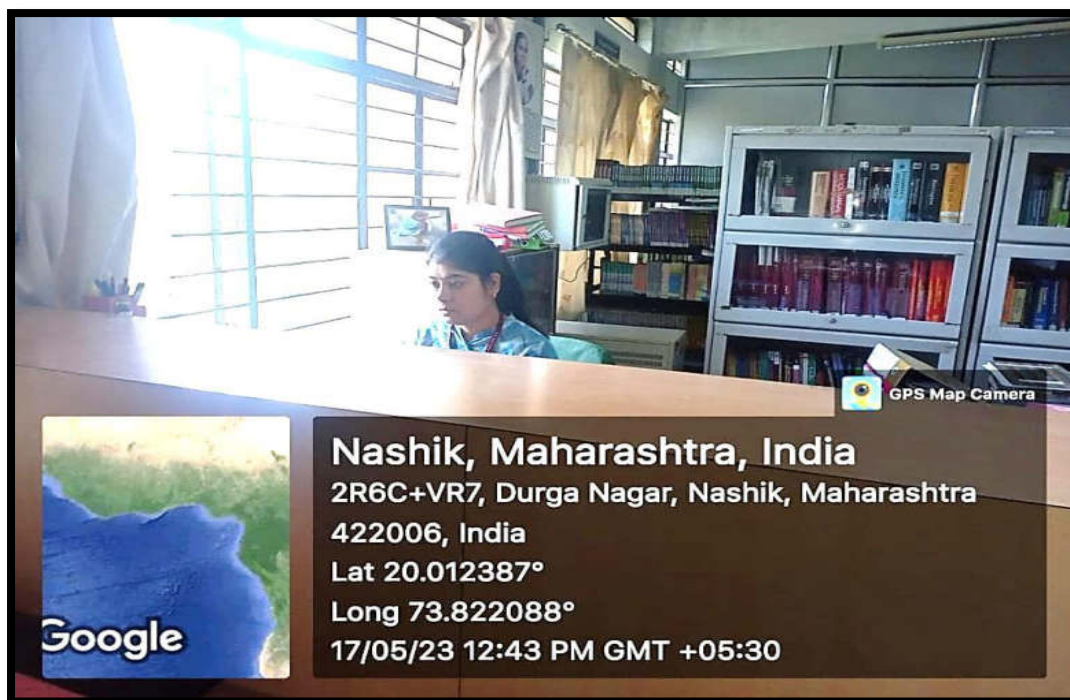 GPS Map Camera
Nashik, Maharashtra, India
2R6C+VR7, Durga Nagar, Nashik, Maharashtra
422006, India
Lat 20.012387°
Long 73.822088°
17/05/23 12:43 PM GMT +05:30
Google